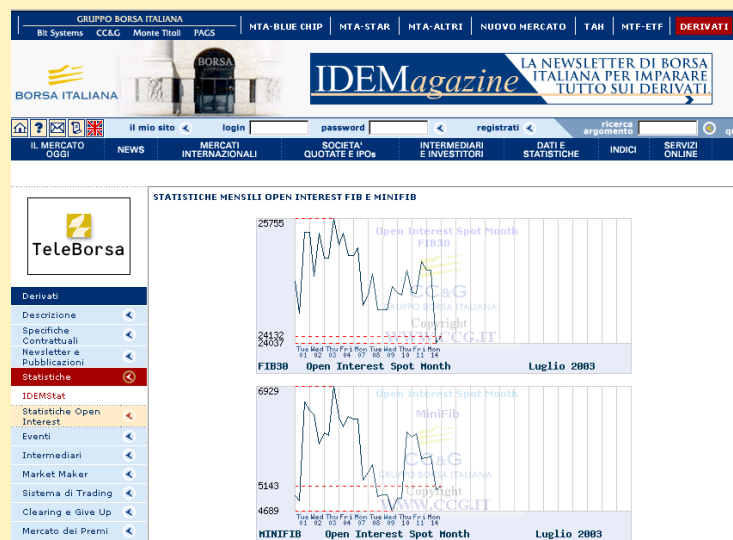 GRUPPO BORSA ITALIANA
BIt Systems CC&G Monte Titoli PAGS
MTA-BLUE CHIP MTA-STAR MTA-ALTRI NUOVO MERCATO TAH MTF-ETF DERIVATI
BORSA ITALIANA
BORSA
IDEMagazine
LA NEWSLETTER DI BORSA
ITALIANA PER IMPARARE
TUTTO SUI DERIVATI.
il mio sito login password registrati ricerca
argomento
IL MERCATO
OGGI
NEWS
MERCATI
INTERNAZIONALI
SOCIETA'
QUOTATE E IPOs
INTERMEDIARI
E INVESTITORI
DATI E
STATISTICHE
INDICI
SERVIZI
ONLINE
TeleBorsa
Derivati
Descrizione
Specifiche
Contrattuali
Newsletter e
Pubblicazioni
Statistiche
IDEMStat
Statistiche Open
Interest
Eventi
Intermediari
Market Maker
Sistema di Trading
Clearing e Give Up
Mercato dei Premi
STATISTICHE MENSILI OPEN INTEREST FIB E MINIFIB
25755
Open Interest Spot Month
FIB30
CC&G
GRUPPO BORSA ITALIANA
Copyright
WWW.CCG.IT
24132
24037
Tue Wed Thu Fri Mon Tue Wed Thu Fri Mon
01 02 03 04 07 08 09 10 11 14
FIB30 Open Interest Spot Month Luglio 2003
6929
Open Interest Spot Month
MiniFib
CC&G
GRUPPO BORSA ITALIANA
Copyright
WWW.CCG.IT
5143
4689
Tue Wed Thu Fri Mon Tue Wed Thu Fri Mon
01 02 03 04 07 08 09 10 11 14
MINIFIB Open Interest Spot Month Luglio 2003